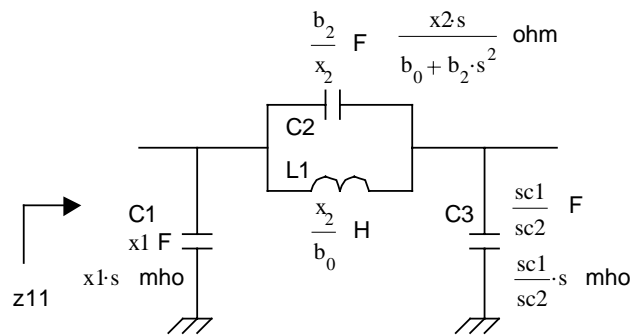 b₂/x₂ F
x2·s/(b₀ + b₂·s²) ohm
C2
L1
x₂/b₀ H
C1
x1 F
x1·s mho
z11
C3
sc1/sc2 F
sc1/sc2·s mho